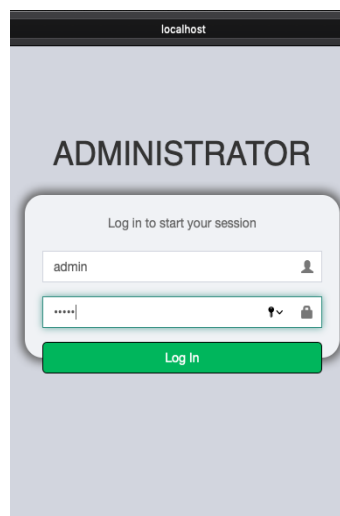 localhost
ADMINISTRATOR
Log in to start your session
admin
•••••
Log In